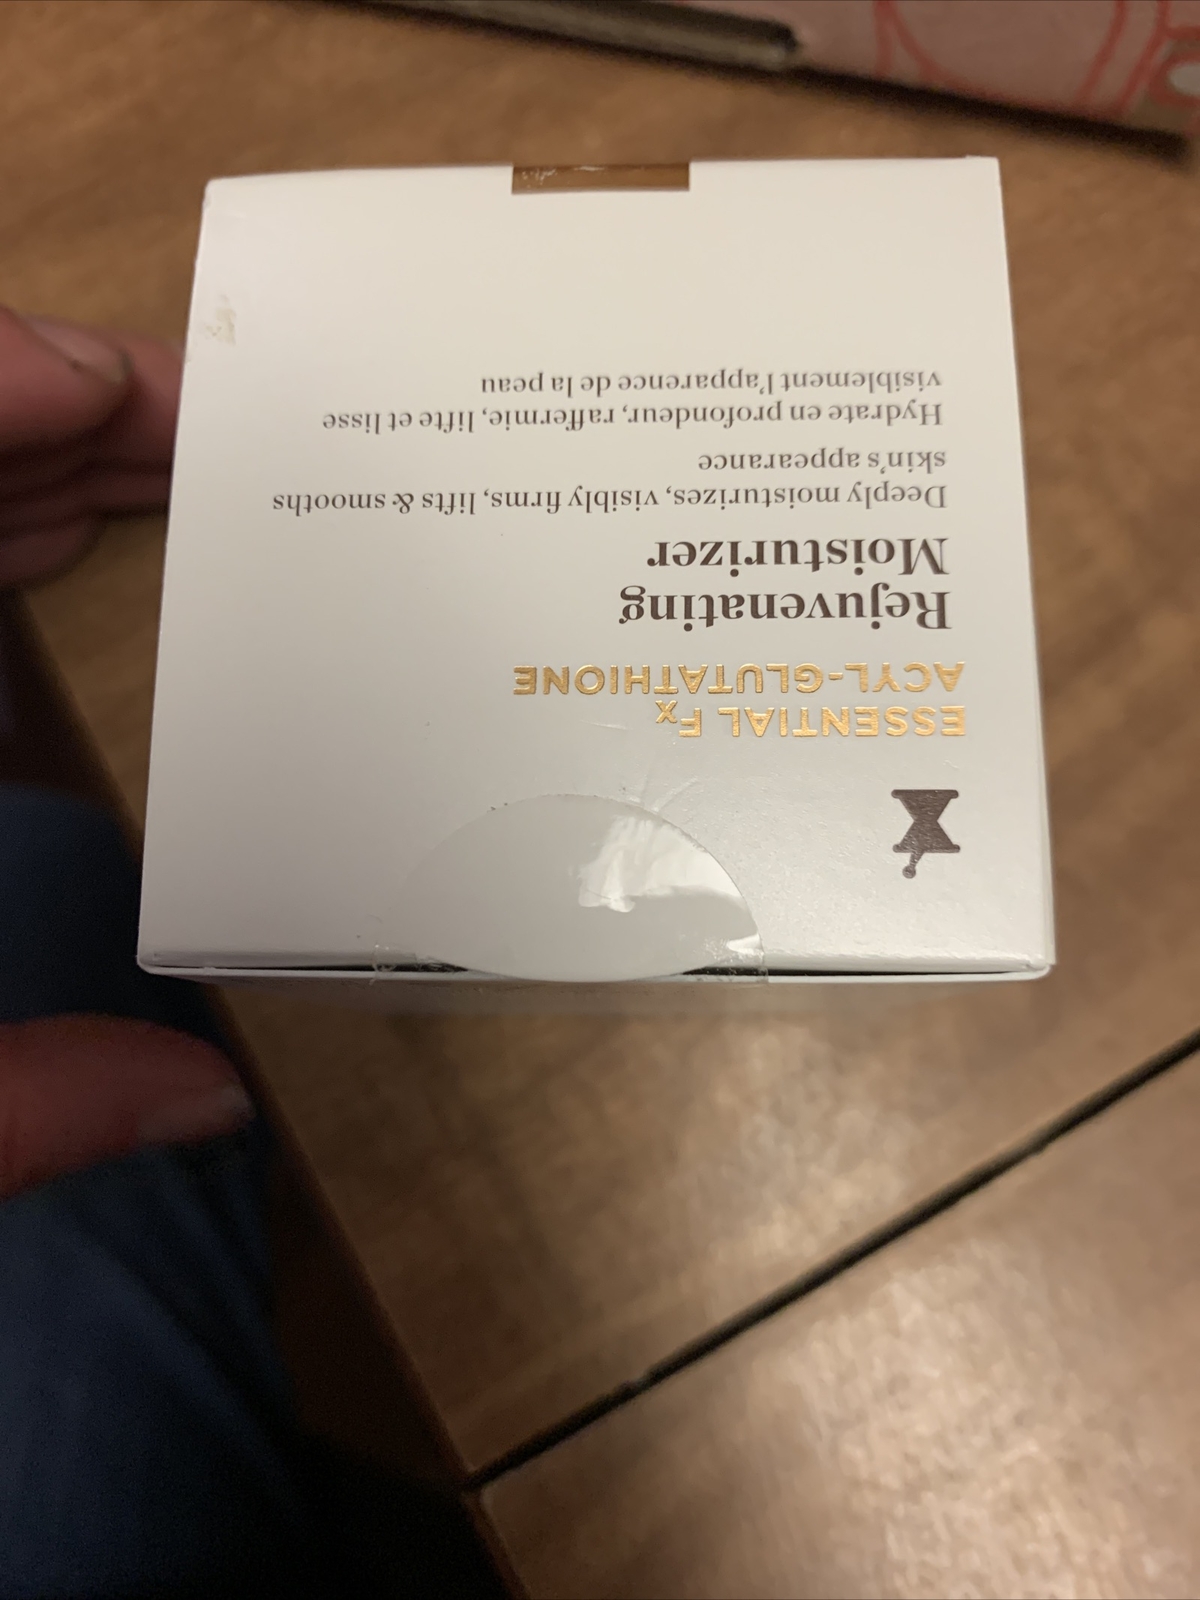 ESSENTIAL Fx
ACYL-GLUTATHIONE
Rejuvenating
Moisturizer
Deeply moisturizes, visibly firms, lifts & smooths
skin's appearance
Hydrate en profondeur, raffermie, lifte et lisse
visiblement l'apparence de la peau